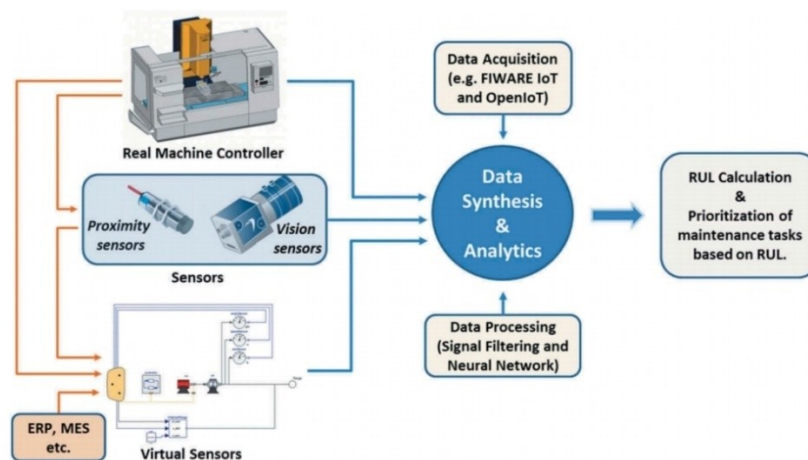 Real Machine Controller
Proximity
sensors
Vision
sensors
Sensors
ERP, MES
etc.
Virtual Sensors
Data Acquisition
(e.g. FIWARE IoT
and OpenIoT)
Data
Synthesis
&
Analytics
Data Processing
(Signal Filtering and
Neural Network)
RUL Calculation
&
Prioritization of
maintenance tasks
based on RUL.